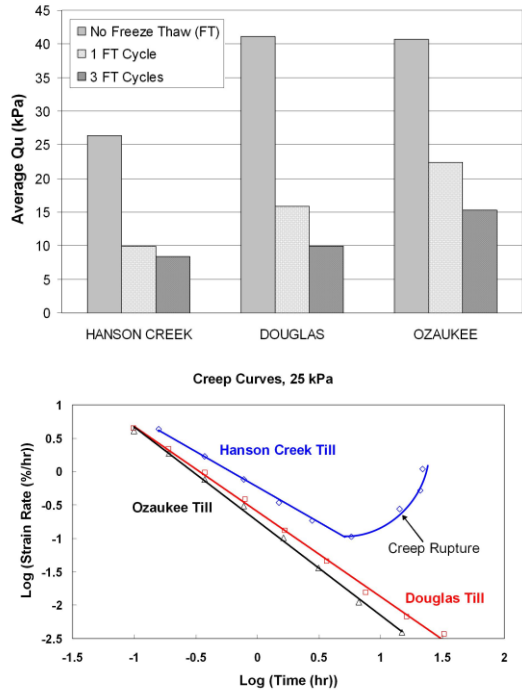 45
40
35
30
25
20
15
10
5
0
Average Qu (kPa)
No Freeze Thaw (FT)
1 FT Cycle
3 FT Cycles
HANSON CREEK DOUGLAS OZAUKEE
Creep Curves, 25 kPa
1
0.5
0
-0.5
-1
-1.5
-2
-2.5
Log (Strain Rate (%/hr))
Hanson Creek Till
Ozaukee Till
Creep Rupture
Douglas Till
-1.5 -1 -0.5 0 0.5 1 1.5 2
Log (Time (hr))